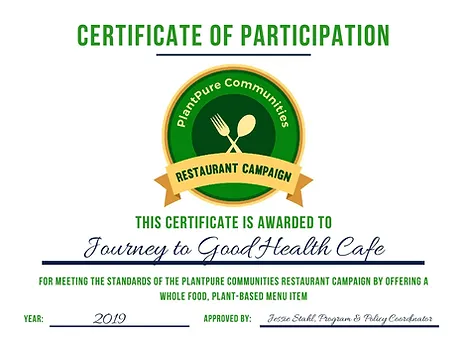 CERTIFICATE OF PARTICIPATION
PlantPure Communities
RESTAURANT CAMPAIGN
THIS CERTIFICATE IS AWARDED TO
Journey to GoodHealth Cafe
FOR MEETING THE STANDARDS OF THE PLANTPURE COMMUNITIES RESTAURANT CAMPAIGN BY OFFERING A
WHOLE FOOD, PLANT-BASED MENU ITEM
YEAR: 2019 APPROVED BY: Jessie Stahl, Program & Policy Coordinator